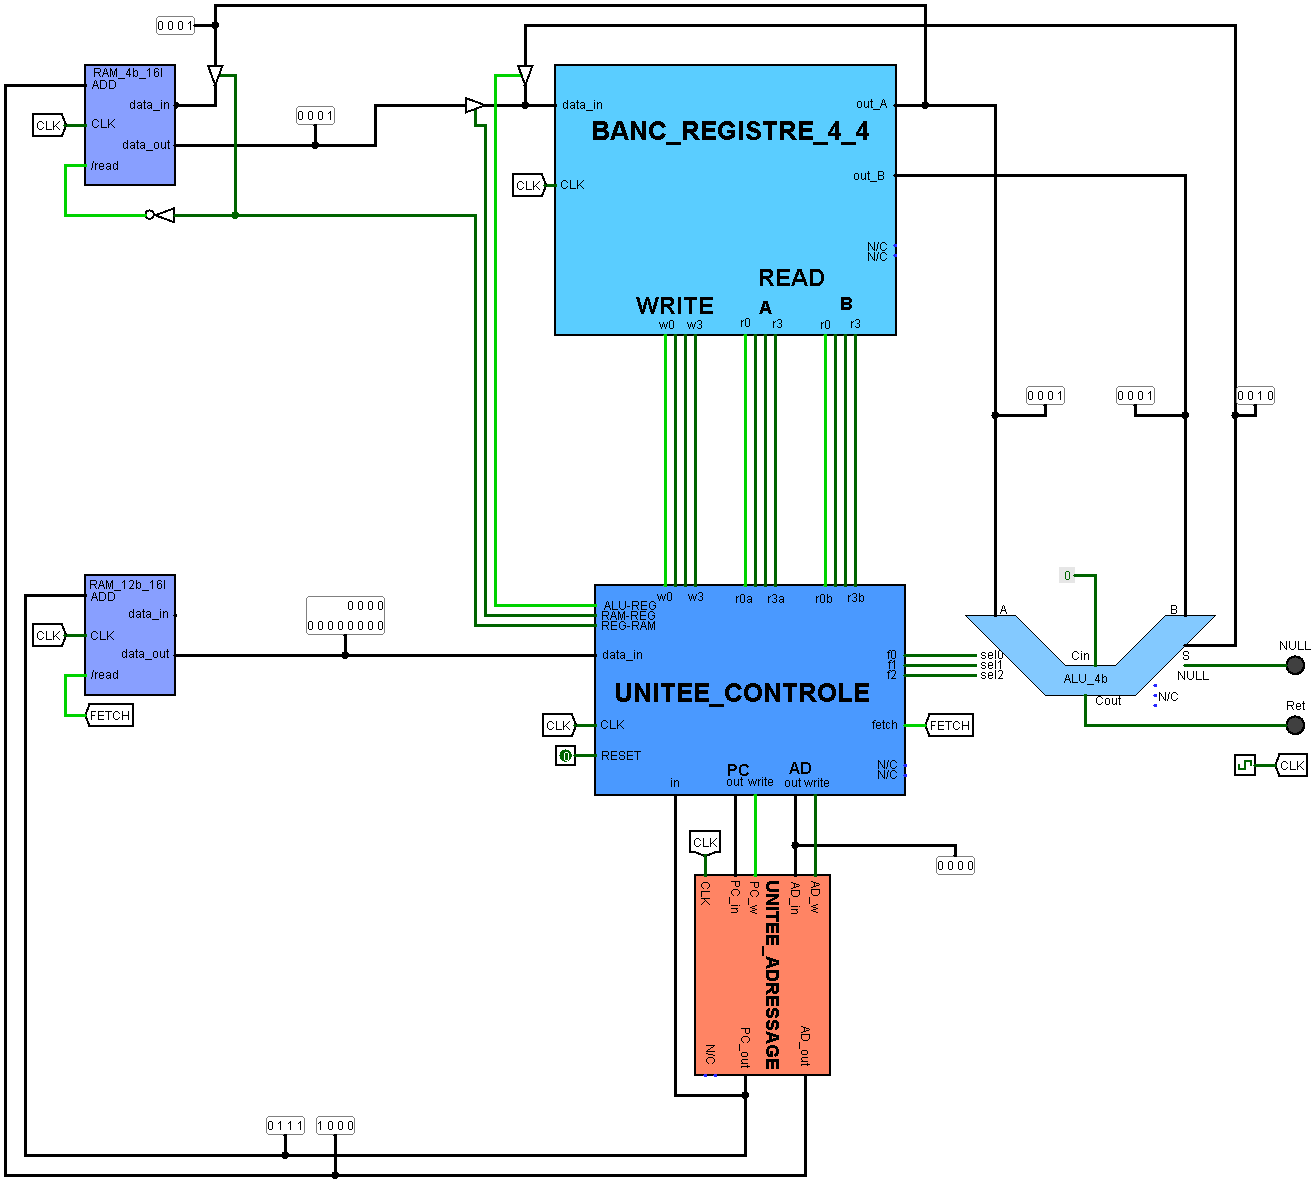 0 0 0 1
RAM_4b_16l
ADD
data_in
CLK
CLK
data_out
/read
0 0 0 1
data_in
out_A
BANC_REGISTRE_4_4
CLK
CLK
out_B
N/C
N/C
READ
WRITE
A
B
w0
w3
r0
r3
r0
r3
0 0 0 1
0 0 0 1
0 0 1 0
RAM_12b_16l
ADD
data_in
CLK
CLK
data_out
/read
FETCH
0 0 0 0
0 0 0 0 0 0 0 0
w0
w3
r0a
r3a
r0b
r3b
ALU-REG
RAM-REG
REG-RAM
data_in
UNITEE_CONTROLE
f0
f1
f2
sel0
sel1
sel2
CLK
CLK
fetch
FETCH
0
RESET
N/C
N/C
PC
AD
in
out write
out write
0
A
B
Cin
S
ALU_4b
NULL
NULL
Cout
N/C
Ret
CLK
CLK
0 0 0 0
CLK
PC_in
PC_w
UNITEE_ADRESSAGE
AD_in
AD_w
N/C
PC_out
AD_out
0 1 1 1
1 0 0 0